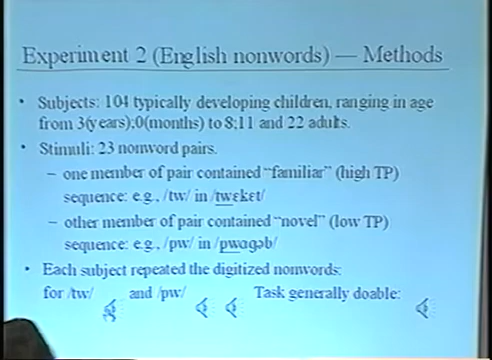 Experiment 2 (English nonwords) — Methods
• Subjects: 104 typically developing children, ranging in age
from 3(years);0(months) to 8;11 and 22 adults.
• Stimuli: 23 nonword pairs.
– one member of pair contained “familiar” (high TP)
sequence: e.g., /tw/ in /twɛkɛt/
– other member of pair contained “novel” (low TP)
sequence: e.g., /pw/ in /pwagəb/
• Each subject repeated the digitized nonwords:
for /tw/ and /pw/ Task generally doable: